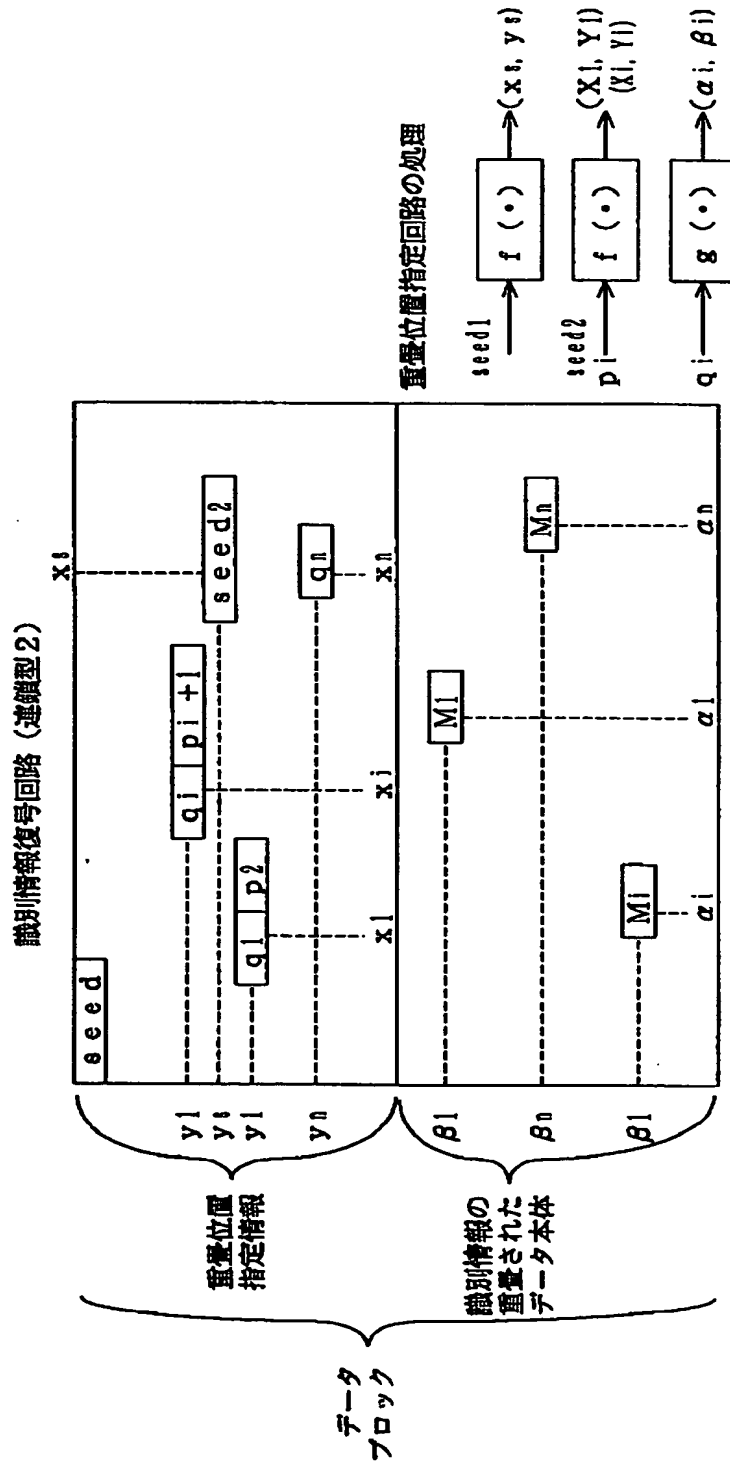 識別情報復号回路(連鎖型2)
xs
seed
qi pi+1
seed2
q1 p2
qn
y1
ys
y1
yn
x1
xj
xn
重畳位置
指定情報
データ
ブロック
M1
Mn
Mi
β1
βn
β1
αi
α1
αn
識別情報の
重畳された
データ本体
重畳位置指定回路の処理
seed1
f(•)
(xs, ys)
seed2
pi
f(•)
(X1, Y1)
(Xi, Yi)
qi
g(•)
(αi, βi)